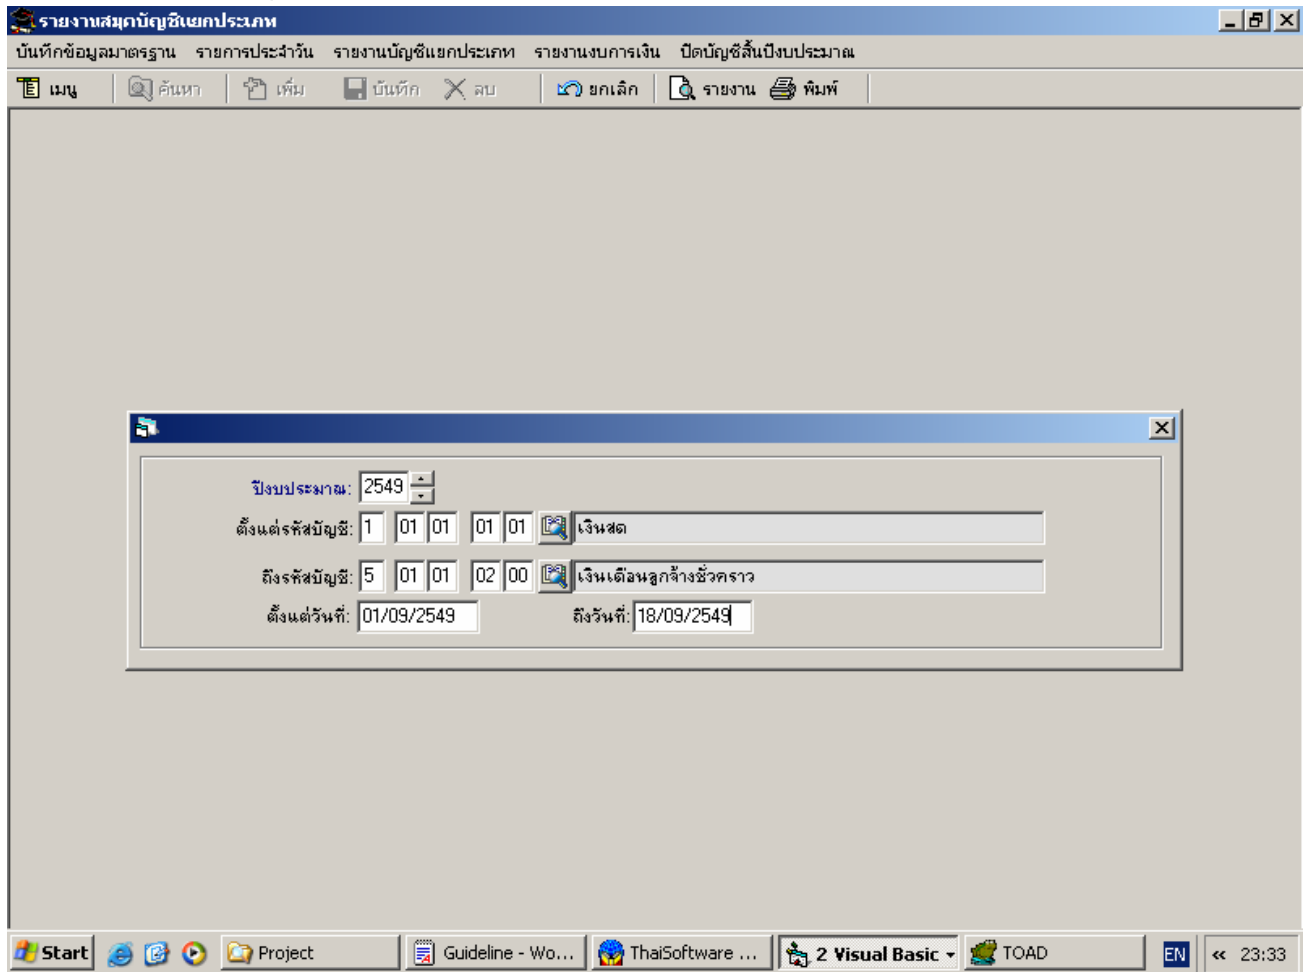 รายงานสมุดบัญชีแยกประเภท
บันทึกข้อมูลมาตรฐาน รายการประจำวัน รายงานบัญชีแยกประเภท รายงานงบการเงิน ปิดบัญชีสิ้นปีงบประมาณ
เมนู ค้นหา เพิ่ม บันทึก ลบ ยกเลิก รายงาน พิมพ์
ปีงบประมาณ: 2549
ตั้งแต่รหัสบัญชี: 1 01 01 01 01 เงินสด
ถึงรหัสบัญชี: 5 01 01 02 00 เงินเดือนลูกจ้างชั่วคราว
ตั้งแต่วันที่: 01/09/2549 ถึงวันที่: 18/09/2549
Start Project Guideline - Wo... ThaiSoftware ... 2 Visual Basic TOAD EN « 23:33